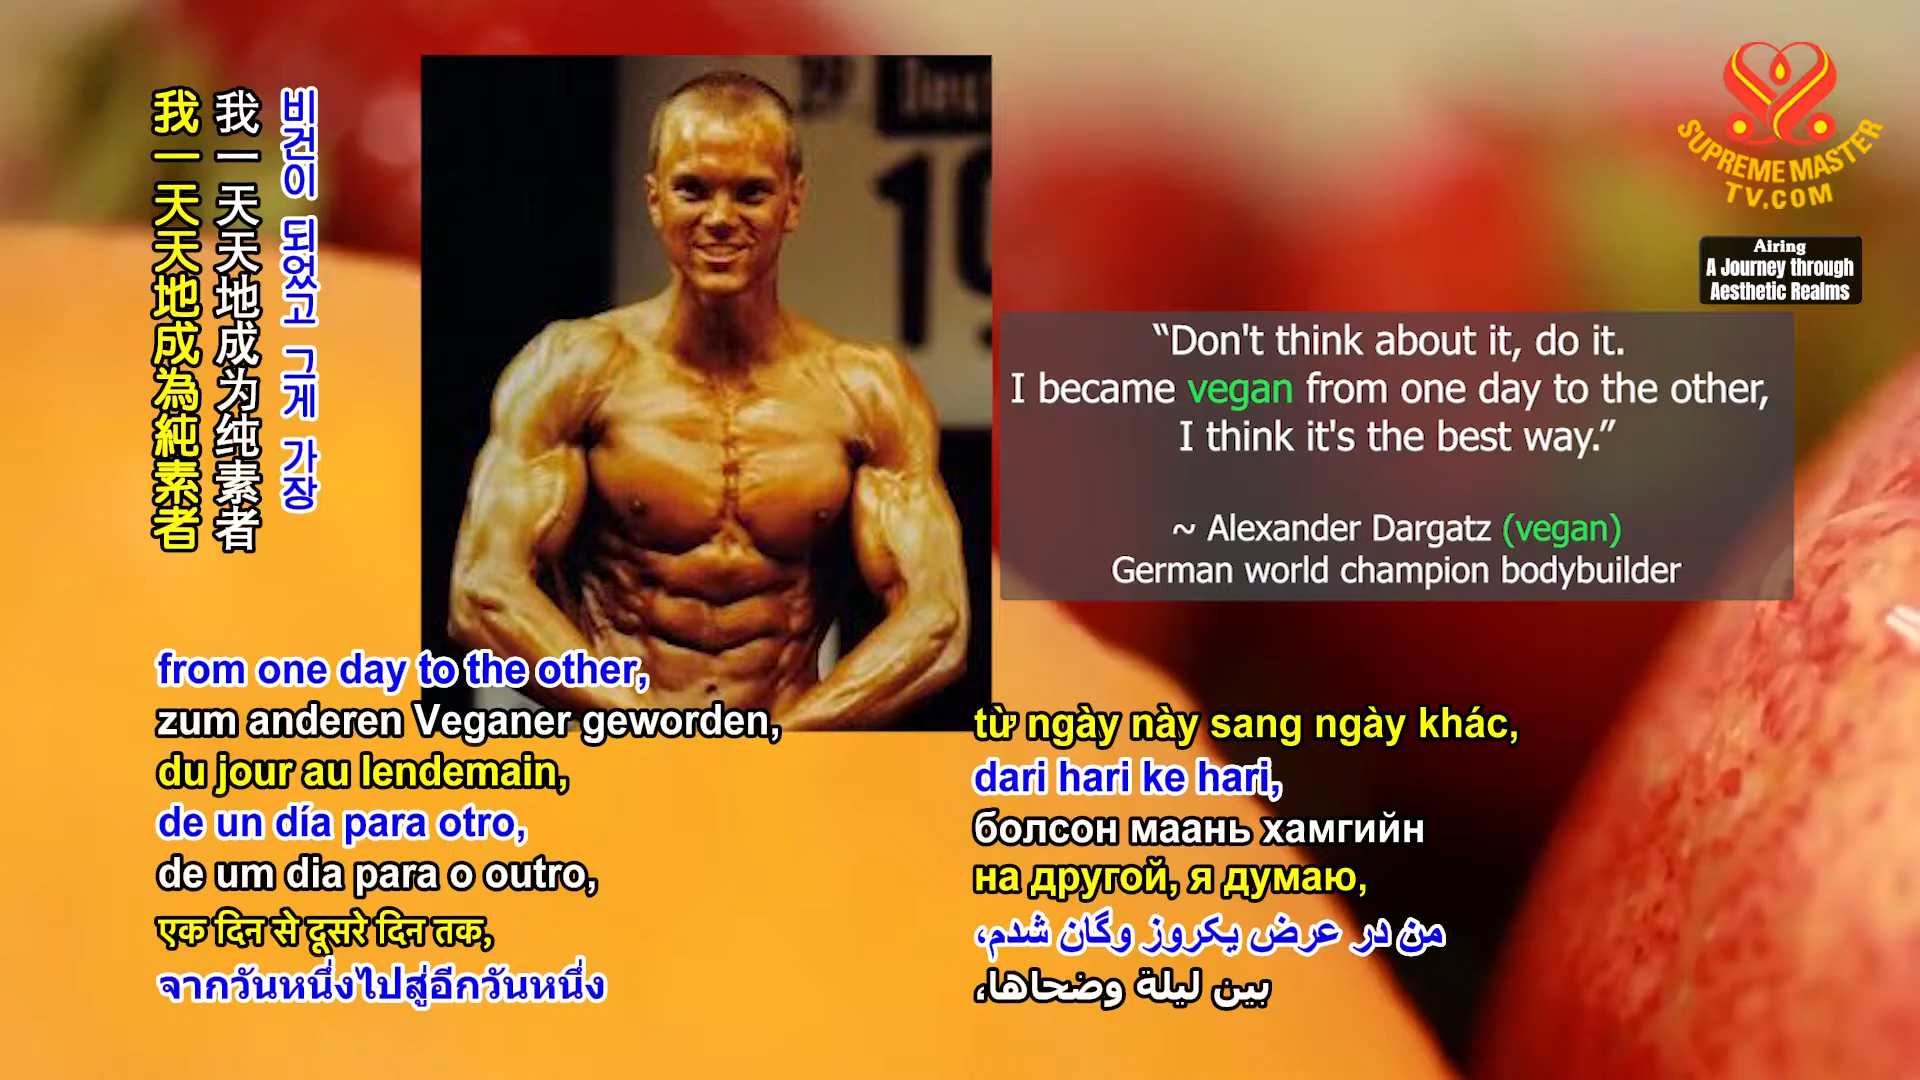 我一天天地成為純素者
我一天天地成为纯素者
비건이 되었고 그게 가장
SUPREME MASTER
TV.COM
Airing
A Journey through
Aesthetic Realms
“Don't think about it, do it.
I became vegan from one day to the other,
I think it's the best way.”
~ Alexander Dargatz (vegan)
German world champion bodybuilder
from one day to the other,
zum anderen Veganer geworden,
du jour au lendemain,
de un día para otro,
de um dia para o outro,
एक दिन से दूसरे दिन तक,
จากวันหนึ่งไปสู่อีกวันหนึ่ง
từ ngày này sang ngày khác,
dari hari ke hari,
болсон маань хамгийн
на другой, я думаю,
من در عرض یکروز وگان شدم،
بين ليلة وضحاها،